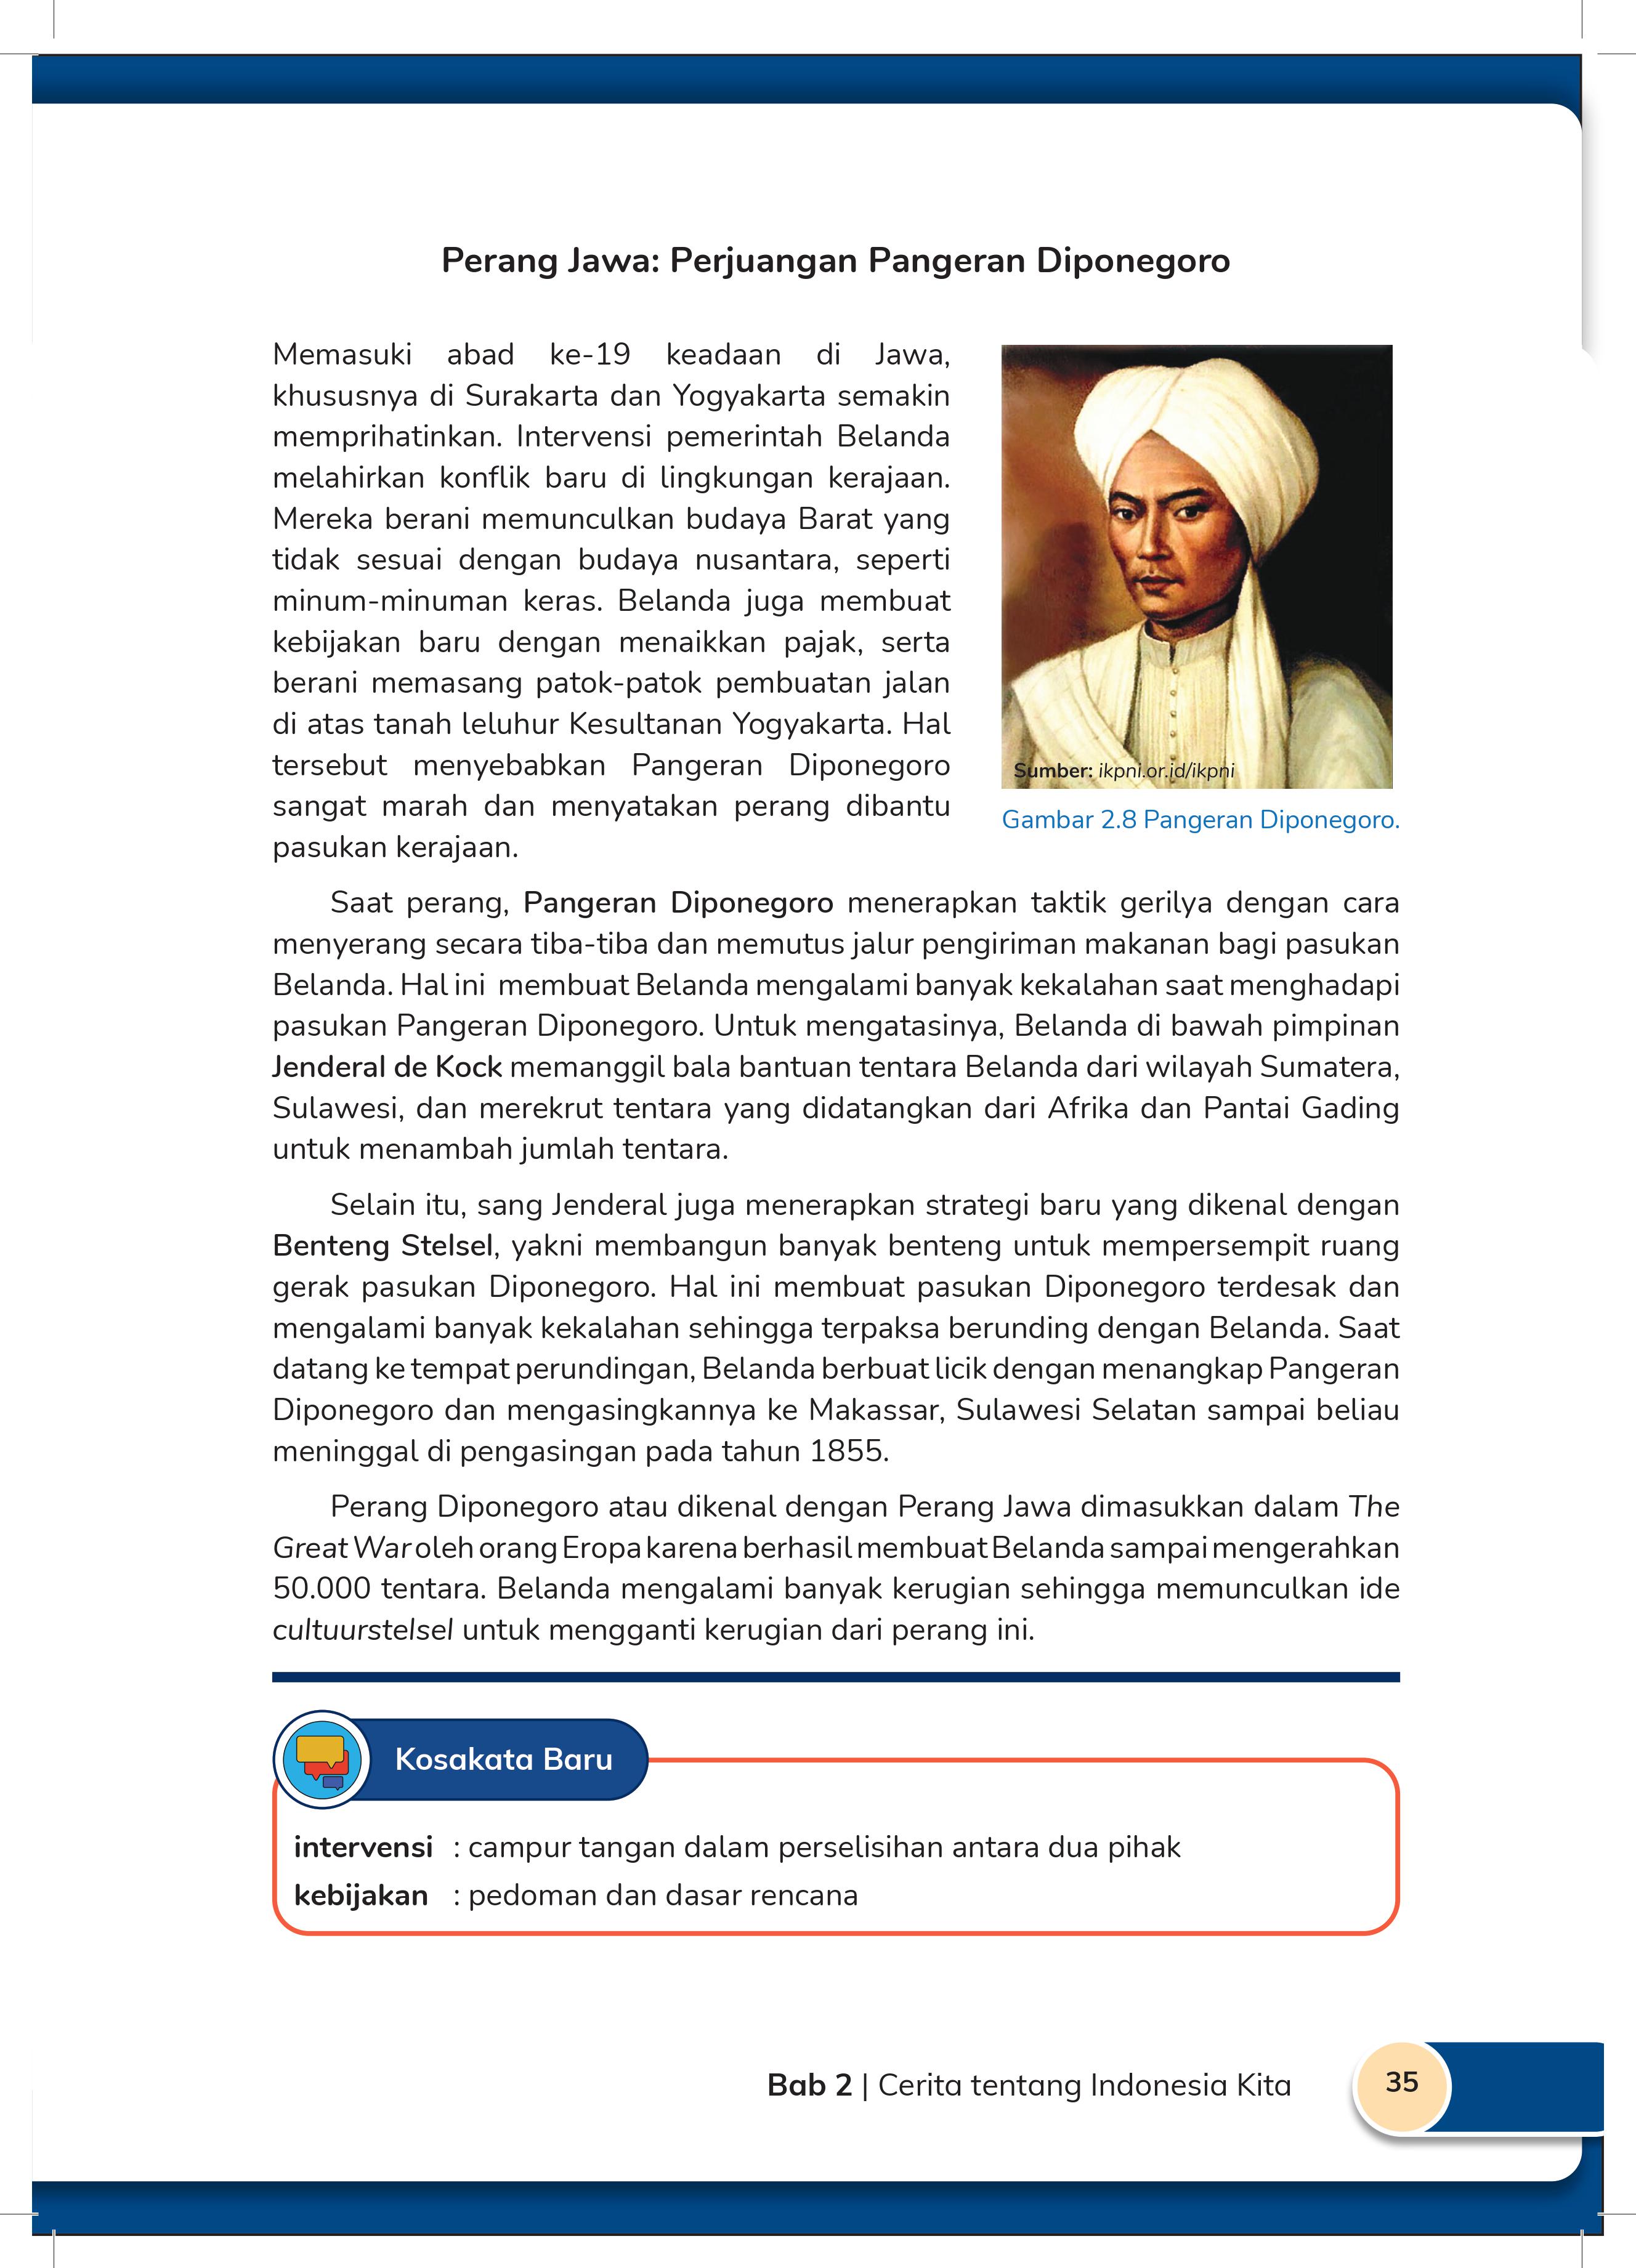 Perang Jawa: Perjuangan Pangeran Diponegoro
Memasuki abad ke-19 keadaan di Jawa,
khususnya di Surakarta dan Yogyakarta semakin
memprihatinkan. Intervensi pemerintah Belanda
melahirkan konflik baru di lingkungan kerajaan.
Mereka berani memunculkan budaya Barat yang
tidak sesuai dengan budaya nusantara, seperti
minum-minuman keras. Belanda juga membuat
kebijakan baru dengan menaikkan pajak, serta
berani memasang patok-patok pembuatan jalan
di atas tanah leluhur Kesultanan Yogyakarta. Hal
tersebut menyebabkan Pangeran Diponegoro
sangat marah dan menyatakan perang dibantu
pasukan kerajaan.
Sumber: ikpni.or.id/ikpni
Gambar 2.8 Pangeran Diponegoro.
Saat perang, Pangeran Diponegoro menerapkan taktik gerilya dengan cara
menyerang secara tiba-tiba dan memutus jalur pengiriman makanan bagi pasukan
Belanda. Hal ini membuat Belanda mengalami banyak kekalahan saat menghadapi
pasukan Pangeran Diponegoro. Untuk mengatasinya, Belanda di bawah pimpinan
Jenderal de Kock memanggil bala bantuan tentara Belanda dari wilayah Sumatera,
Sulawesi, dan merekrut tentara yang didatangkan dari Afrika dan Pantai Gading
untuk menambah jumlah tentara.
Selain itu, sang Jenderal juga menerapkan strategi baru yang dikenal dengan
Benteng Stelsel, yakni membangun banyak benteng untuk mempersempit ruang
gerak pasukan Diponegoro. Hal ini membuat pasukan Diponegoro terdesak dan
mengalami banyak kekalahan sehingga terpaksa berunding dengan Belanda. Saat
datang ke tempat perundingan, Belanda berbuat licik dengan menangkap Pangeran
Diponegoro dan mengasingkannya ke Makassar, Sulawesi Selatan sampai beliau
meninggal di pengasingan pada tahun 1855.
Perang Diponegoro atau dikenal dengan Perang Jawa dimasukkan dalam The
Great War oleh orang Eropa karena berhasil membuat Belanda sampai mengerahkan
50.000 tentara. Belanda mengalami banyak kerugian sehingga memunculkan ide
cultuurstelsel untuk mengganti kerugian dari perang ini.
Kosakata Baru
intervensi : campur tangan dalam perselisihan antara dua pihak
kebijakan : pedoman dan dasar rencana
Bab 2 | Cerita tentang Indonesia Kita
35